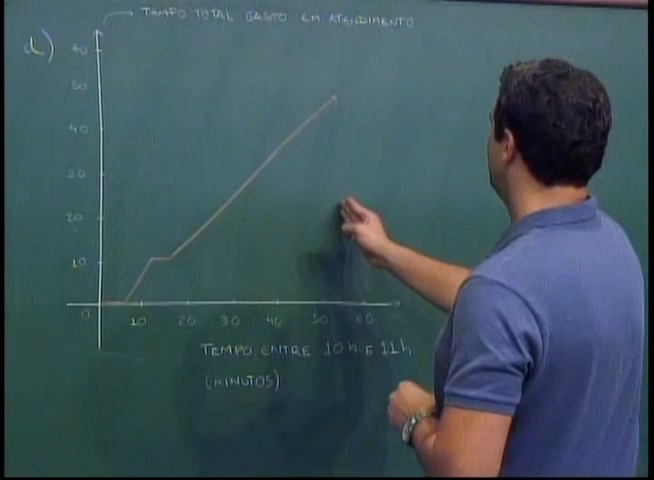 TEMPO TOTAL GASTO EM ATENDIMENTO
d)
60
50
40
30
20
10
0 10 20 30 40 50 60
TEMPO ENTRE 10h E 11h
(MINUTOS)